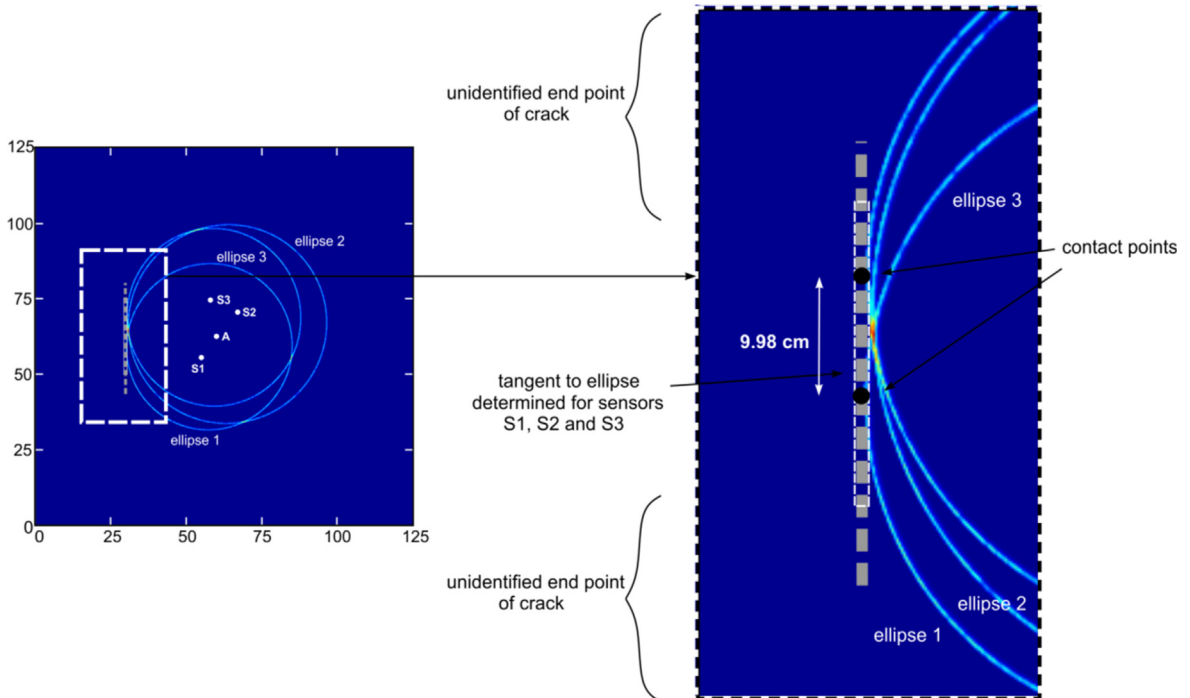 unidentified end point
of crack
125
100
75
50
25
0
0
25
50
75
100
125
ellipse 2
ellipse 3
S3
S2
A
S1
ellipse 1
9.98 cm
tangent to ellipse
determined for sensors
S1, S2 and S3
unidentified end point
of crack
ellipse 3
contact points
ellipse 2
ellipse 1